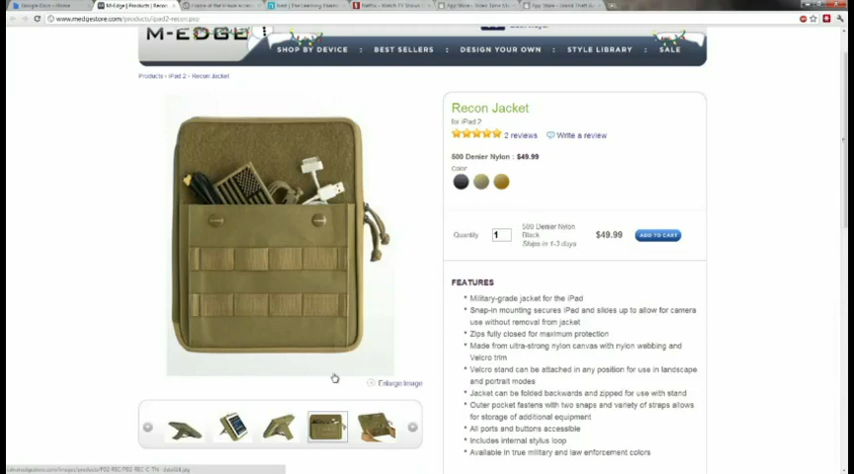 Google Docs - Home
M-Edge | Products | Recon
www.medgestore.com/products/ipad2-recon.psp
M-EDGE
SHOP BY DEVICE : BEST SELLERS : DESIGN YOUR OWN : STYLE LIBRARY : SALE
Products › iPad 2 › Recon Jacket
Recon Jacket
for iPad 2
2 reviews Write a review
500 Denier Nylon : $49.99
Color
Quantity 1 500 Denier Nylon $49.99 ADD TO CART
Black
Ships in 1-3 days
FEATURES
* Military-grade jacket for the iPad
* Snap-in mounting secures iPad and slides up to allow for camera
use without removal from jacket
* Zips fully closed for maximum protection
* Made from ultra-strong nylon canvas with nylon webbing and
Velcro trim
* Velcro stand can be attached in any position for use in landscape
and portrait modes
* Jacket can be folded backwards and zipped for use with stand
* Outer pocket fastens with two snaps and variety of straps allows
for storage of additional equipment
* All ports and buttons accessible
* Includes internal stylus loop
* Available in true military and law enforcement colors
Enlarge Image